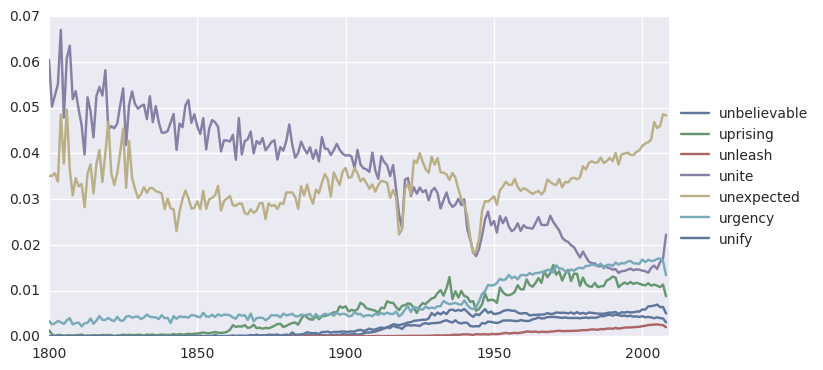 0.07
0.06
0.05
0.04
0.03
0.02
0.01
0.00
1800 1850 1900 1950 2000
unbelievable
uprising
unleash
unite
unexpected
urgency
unify